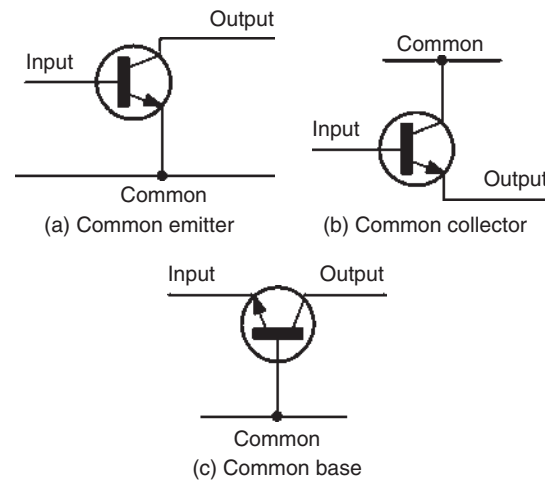 Output
Input
Common
(a) Common emitter
Common
Input
Output
(b) Common collector
Input Output
Common
(c) Common base